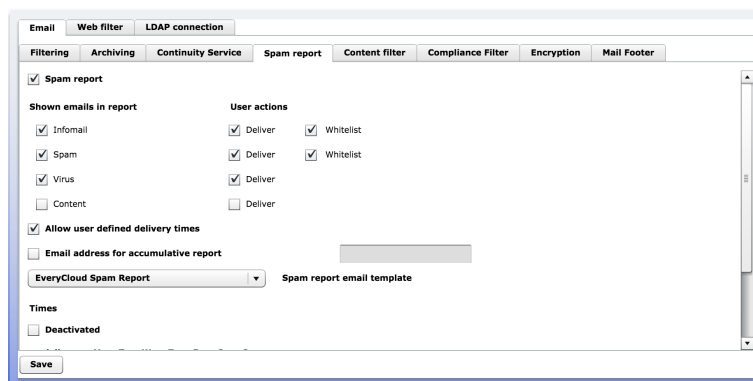 Email Web filter LDAP connection
Filtering Archiving Continuity Service Spam report Content filter Compliance Filter Encryption Mail Footer
Spam report
Shown emails in report User actions
Infomail Deliver Whitelist
Spam Deliver Whitelist
Virus Deliver
Content Deliver
Allow user defined delivery times
Email address for accumulative report
EveryCloud Spam Report Spam report email template
Times
Deactivated
Save